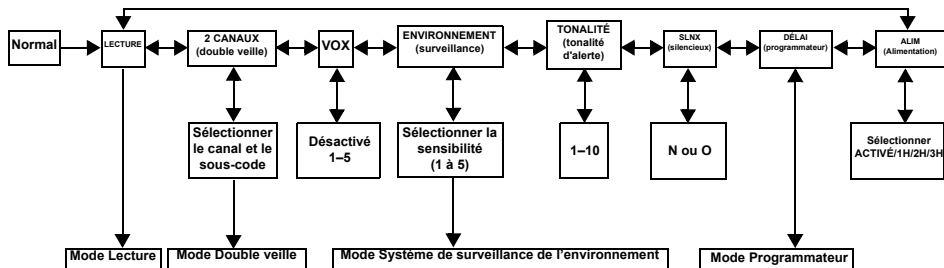 Normal
LECTURE
2 CANAUX
(double veille)
VOX
ENVIRONNEMENT
(surveillance)
TONALITÉ
(tonalité
d'alerte)
SLNX
(silencieux)
DÉLAI
(programmateur)
ALIM
(Alimentation)
Sélectionner
le canal et le
sous-code
Désactivé
1–5
Sélectionner la
sensibilité
(1 à 5)
1–10
N ou O
Sélectionner
ACTIVÉ/1H/2H/3H
Mode Lecture
Mode Double veille
Mode Système de surveillance de l’environnement
Mode Programmateur